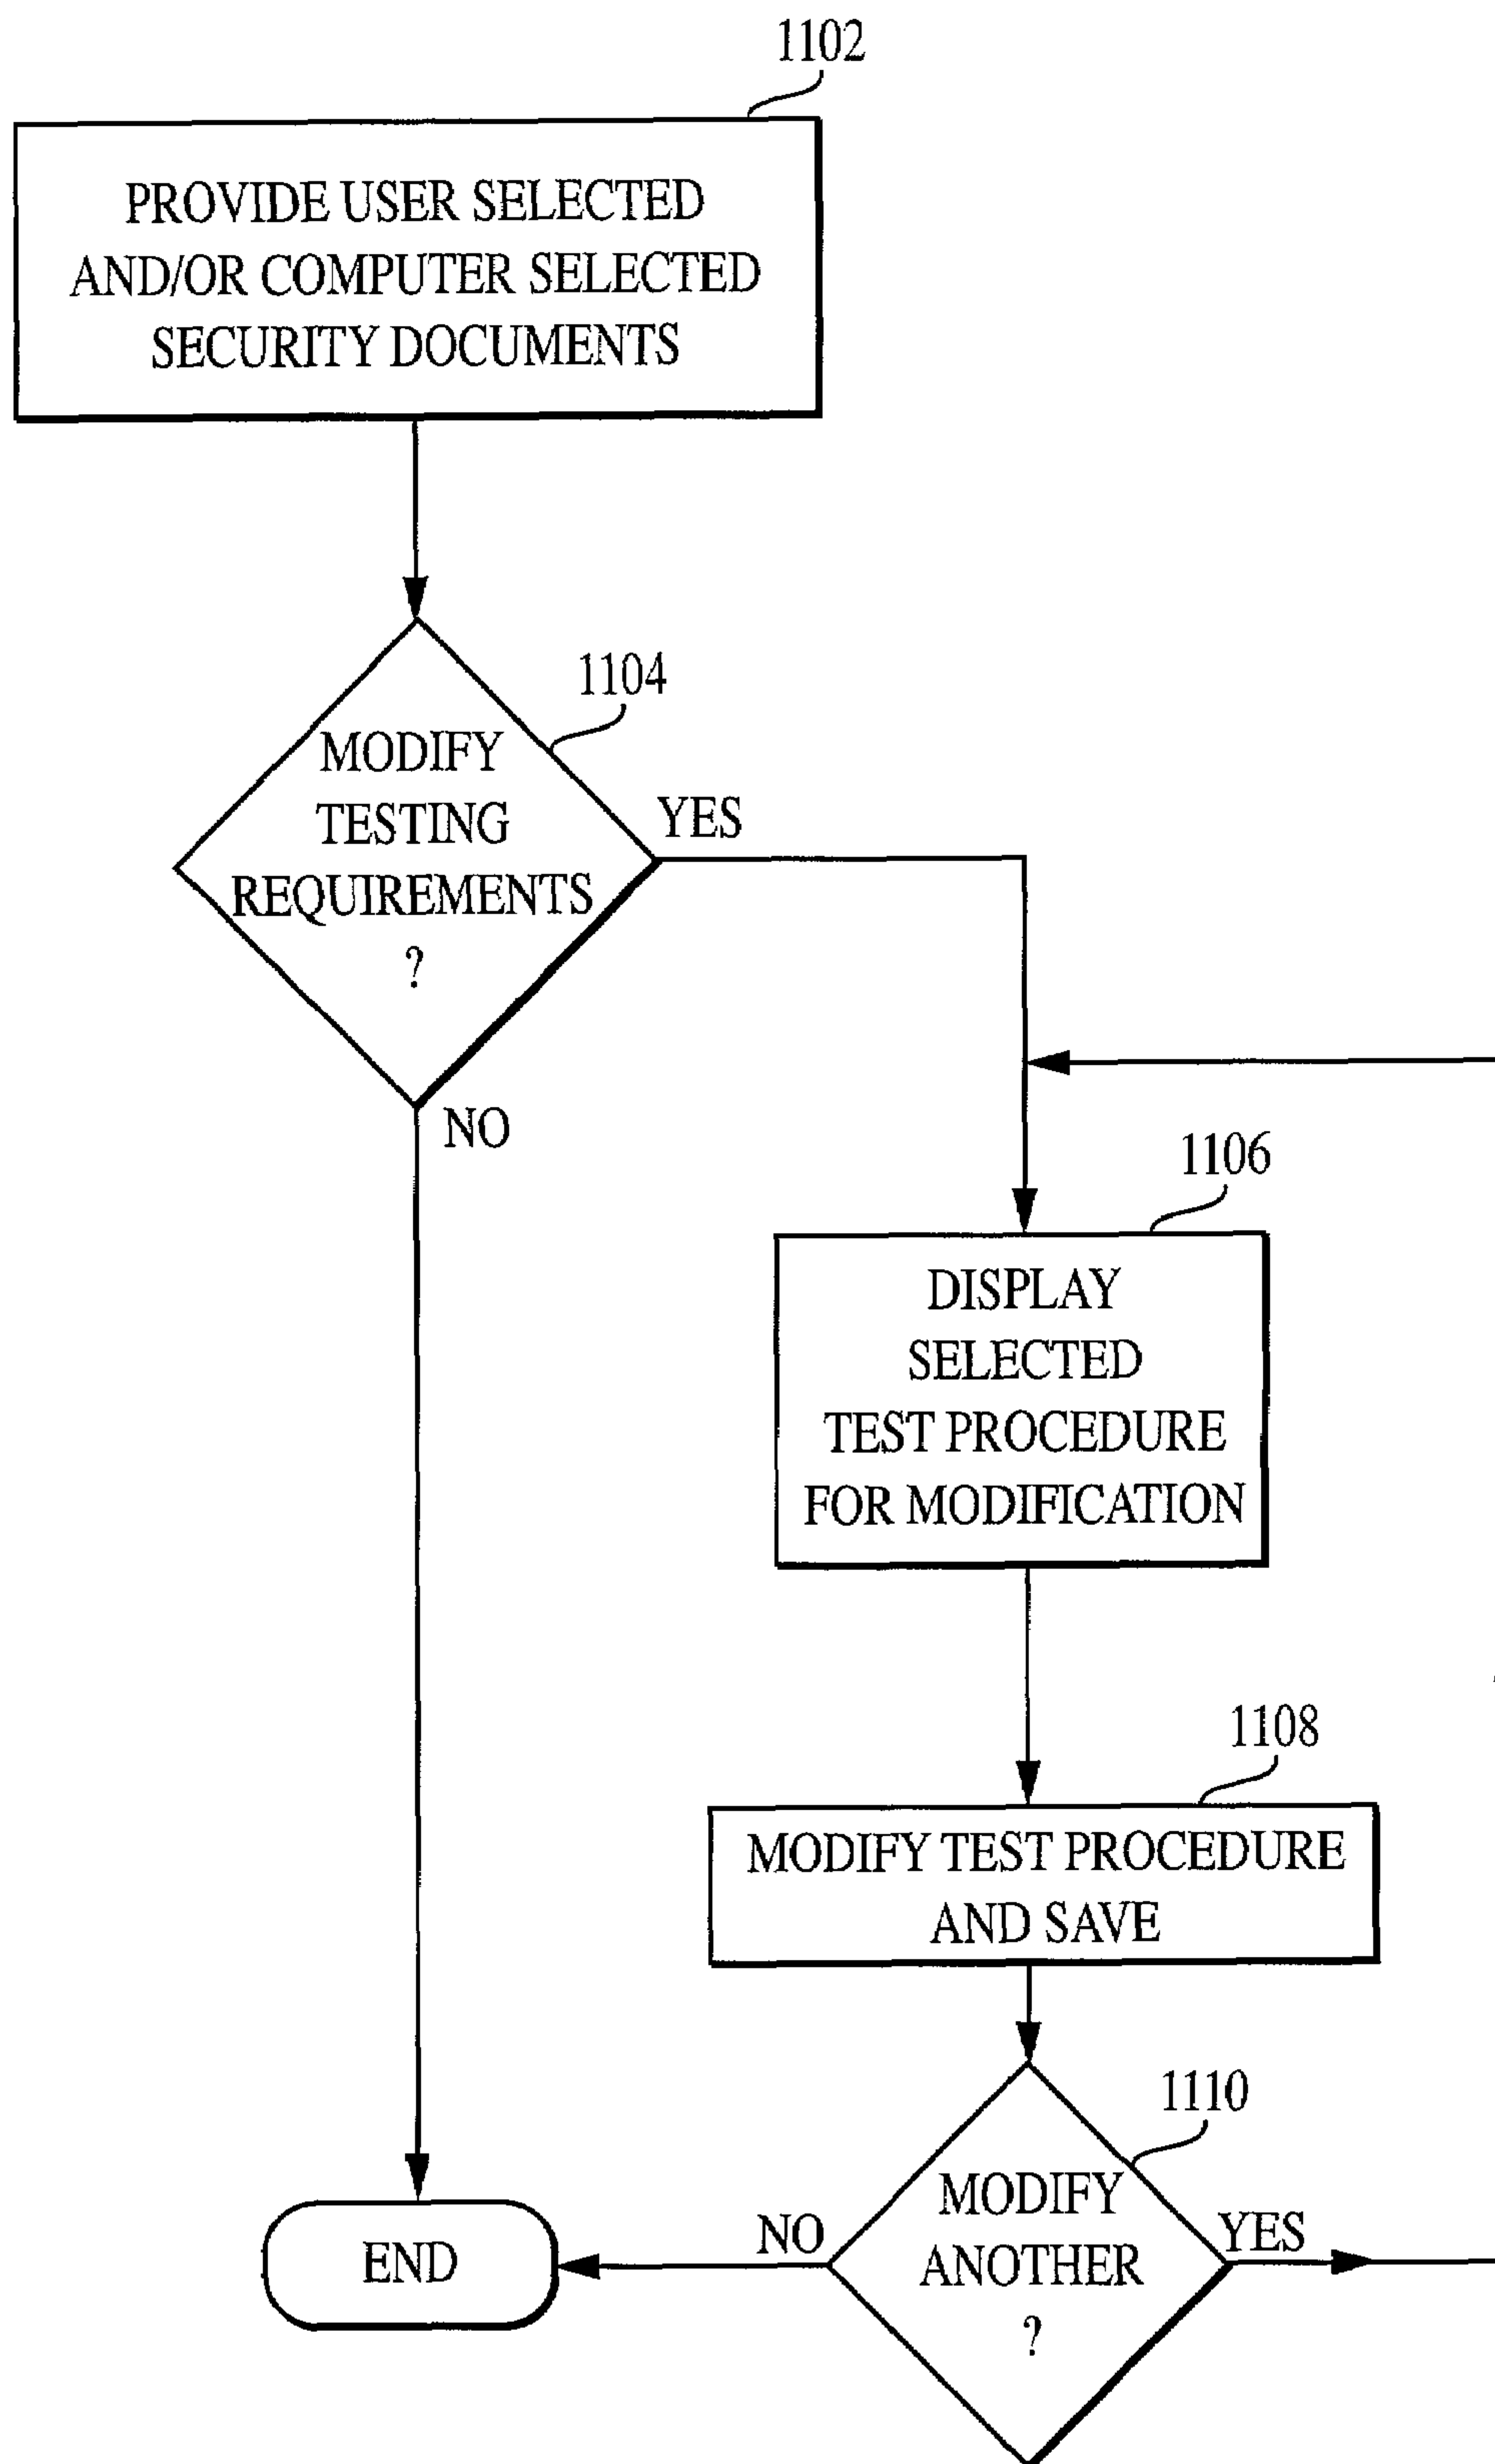 1102
PROVIDE USER SELECTED
AND/OR COMPUTER SELECTED
SECURITY DOCUMENTS
1104
MODIFY
TESTING
REQUIREMENTS
?
YES
NO
1106
DISPLAY
SELECTED
TEST PROCEDURE
FOR MODIFICATION
1108
MODIFY TEST PROCEDURE
AND SAVE
1110
MODIFY
ANOTHER
?
NO
YES
END